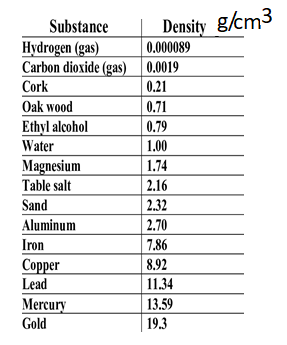 Substance Density g/cm3
Hydrogen (gas) 0.000089
Carbon dioxide (gas) 0.0019
Cork 0.21
Oak wood 0.71
Ethyl alcohol 0.79
Water 1.00
Magnesium 1.74
Table salt 2.16
Sand 2.32
Aluminum 2.70
Iron 7.86
Copper 8.92
Lead 11.34
Mercury 13.59
Gold 19.3